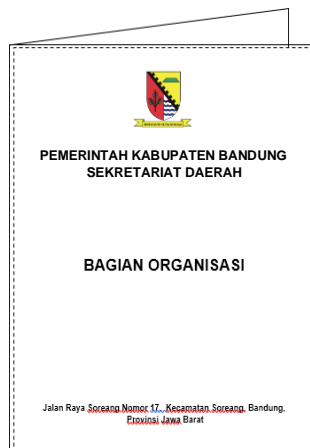 PEMERINTAH KABUPATEN BANDUNG
SEKRETARIAT DAERAH
BAGIAN ORGANISASI
Jalan Raya Soreang Nomor 17, Kecamatan Soreang, Bandung,
Provinsi Jawa Barat